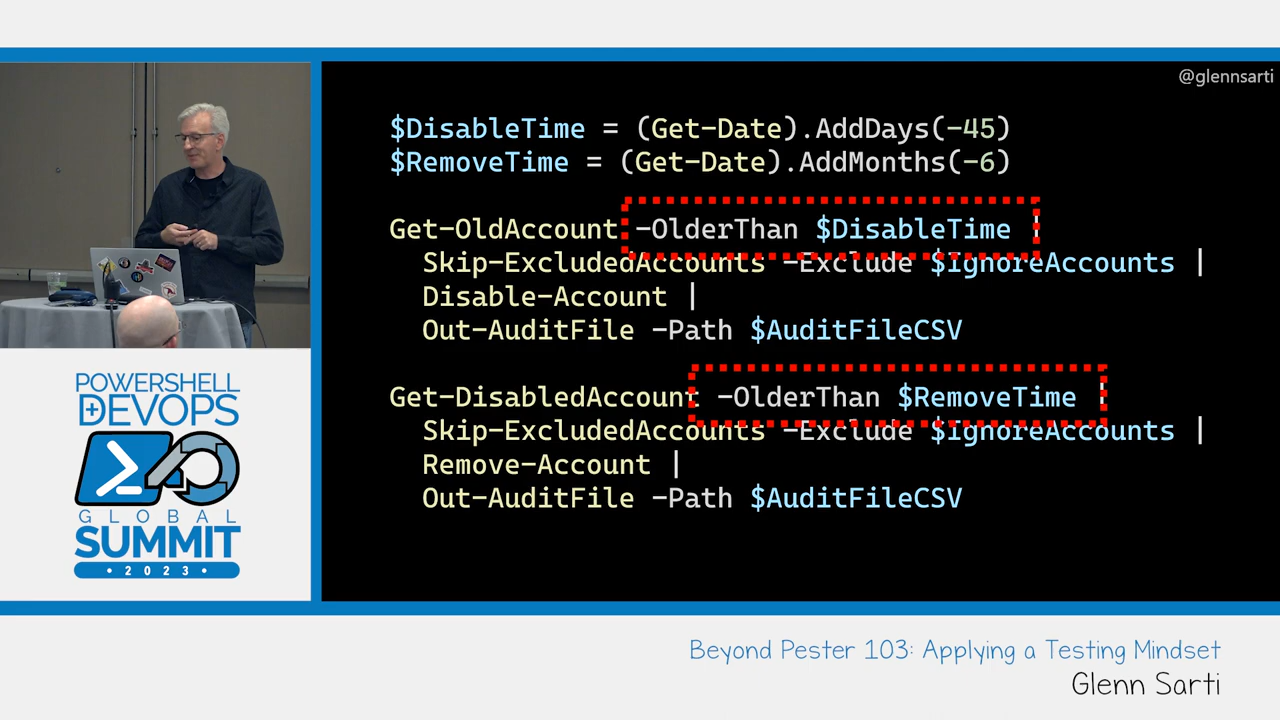 @glennsarti
$DisableTime = (Get-Date).AddDays(-45)
$RemoveTime = (Get-Date).AddMonths(-6)
Get-OldAccount -OlderThan $DisableTime |
Skip-ExcludedAccounts -Exclude $IgnoreAccounts |
Disable-Account |
Out-AuditFile -Path $AuditFileCSV
Get-DisabledAccount -OlderThan $RemoveTime |
Skip-ExcludedAccounts -Exclude $IgnoreAccounts |
Remove-Account |
Out-AuditFile -Path $AuditFileCSV
POWERSHELL
DEVOPS
GLOBAL
SUMMIT
• 2023 •
Beyond Pester 103: Applying a Testing Mindset
Glenn Sarti